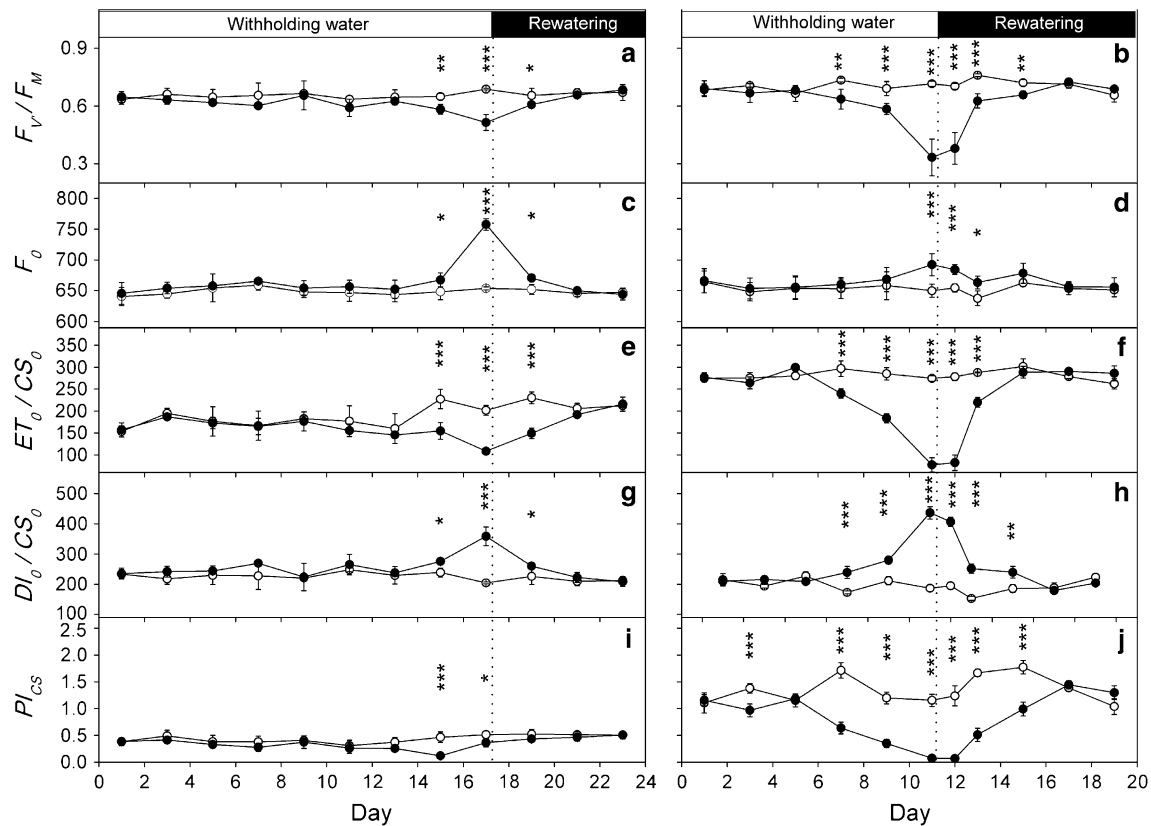 Withholding water Rewatering Withholding water Rewatering
0.9 a ** *** * b ** *** *** *** *** **
0.6
0.3
FV / FM
800 c * *** * d *** *** *
750
700
650
600
F0
350 e *** *** *** f *** *** *** *** ***
300
250
200
150
100
ET0 / CS0
500 g * *** * h *** *** *** *** *** **
400
300
200
100
DI0 / CS0
2.5 i *** * j *** *** *** *** *** *** ***
2.0
1.5
1.0
0.5
0.0
PICS
0 2 4 6 8 10 12 14 16 18 20 22 24 0 2 4 6 8 10 12 14 16 18 20
Day Day